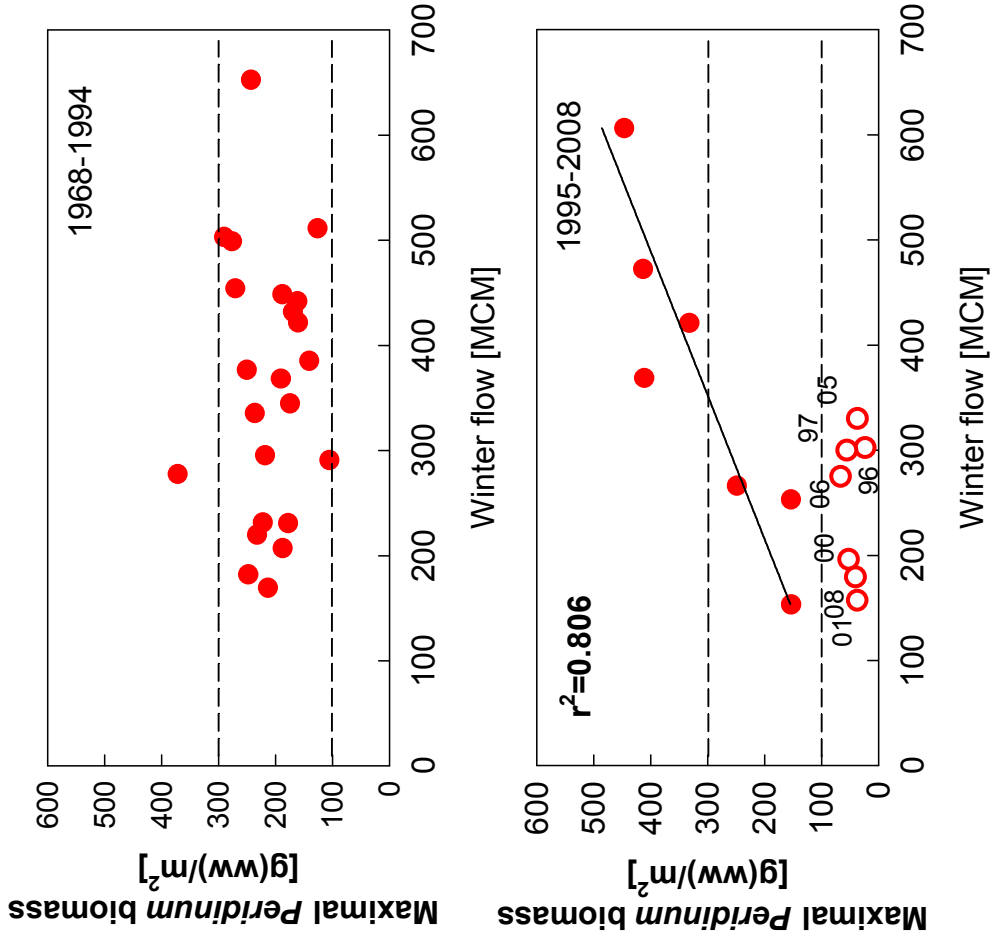 1968-1994
600
500
400
300
200
100
0
0 100 200 300 400 500 600 700
Winter flow [MCM]
Maximal Peridinum biomass
[g(ww)/m²]
1995-2008
r²=0.806
600
500
400
300
200
100
0
01
08
00
06
97
96
05
0 100 200 300 400 500 600 700
Winter flow [MCM]
Maximal Peridinum biomass
[g(ww)/m²]